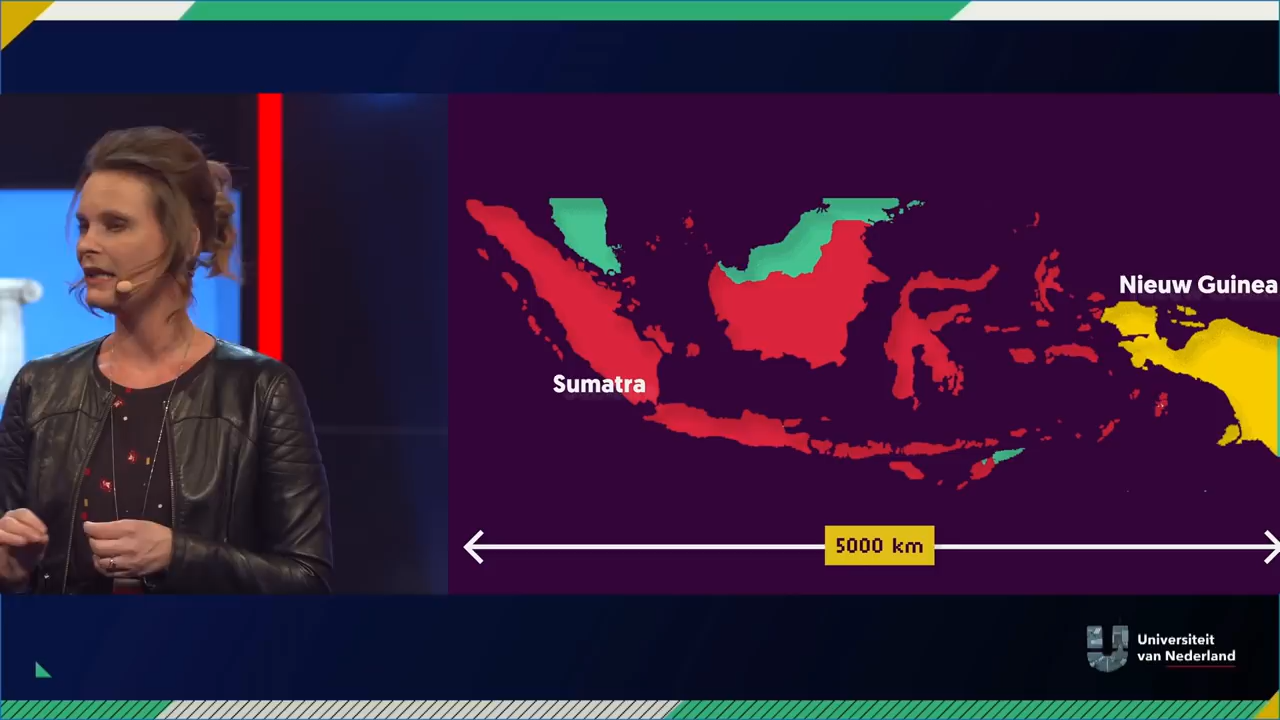 Nieuw Guinea
Sumatra
5000 km
Universiteit
van Nederland